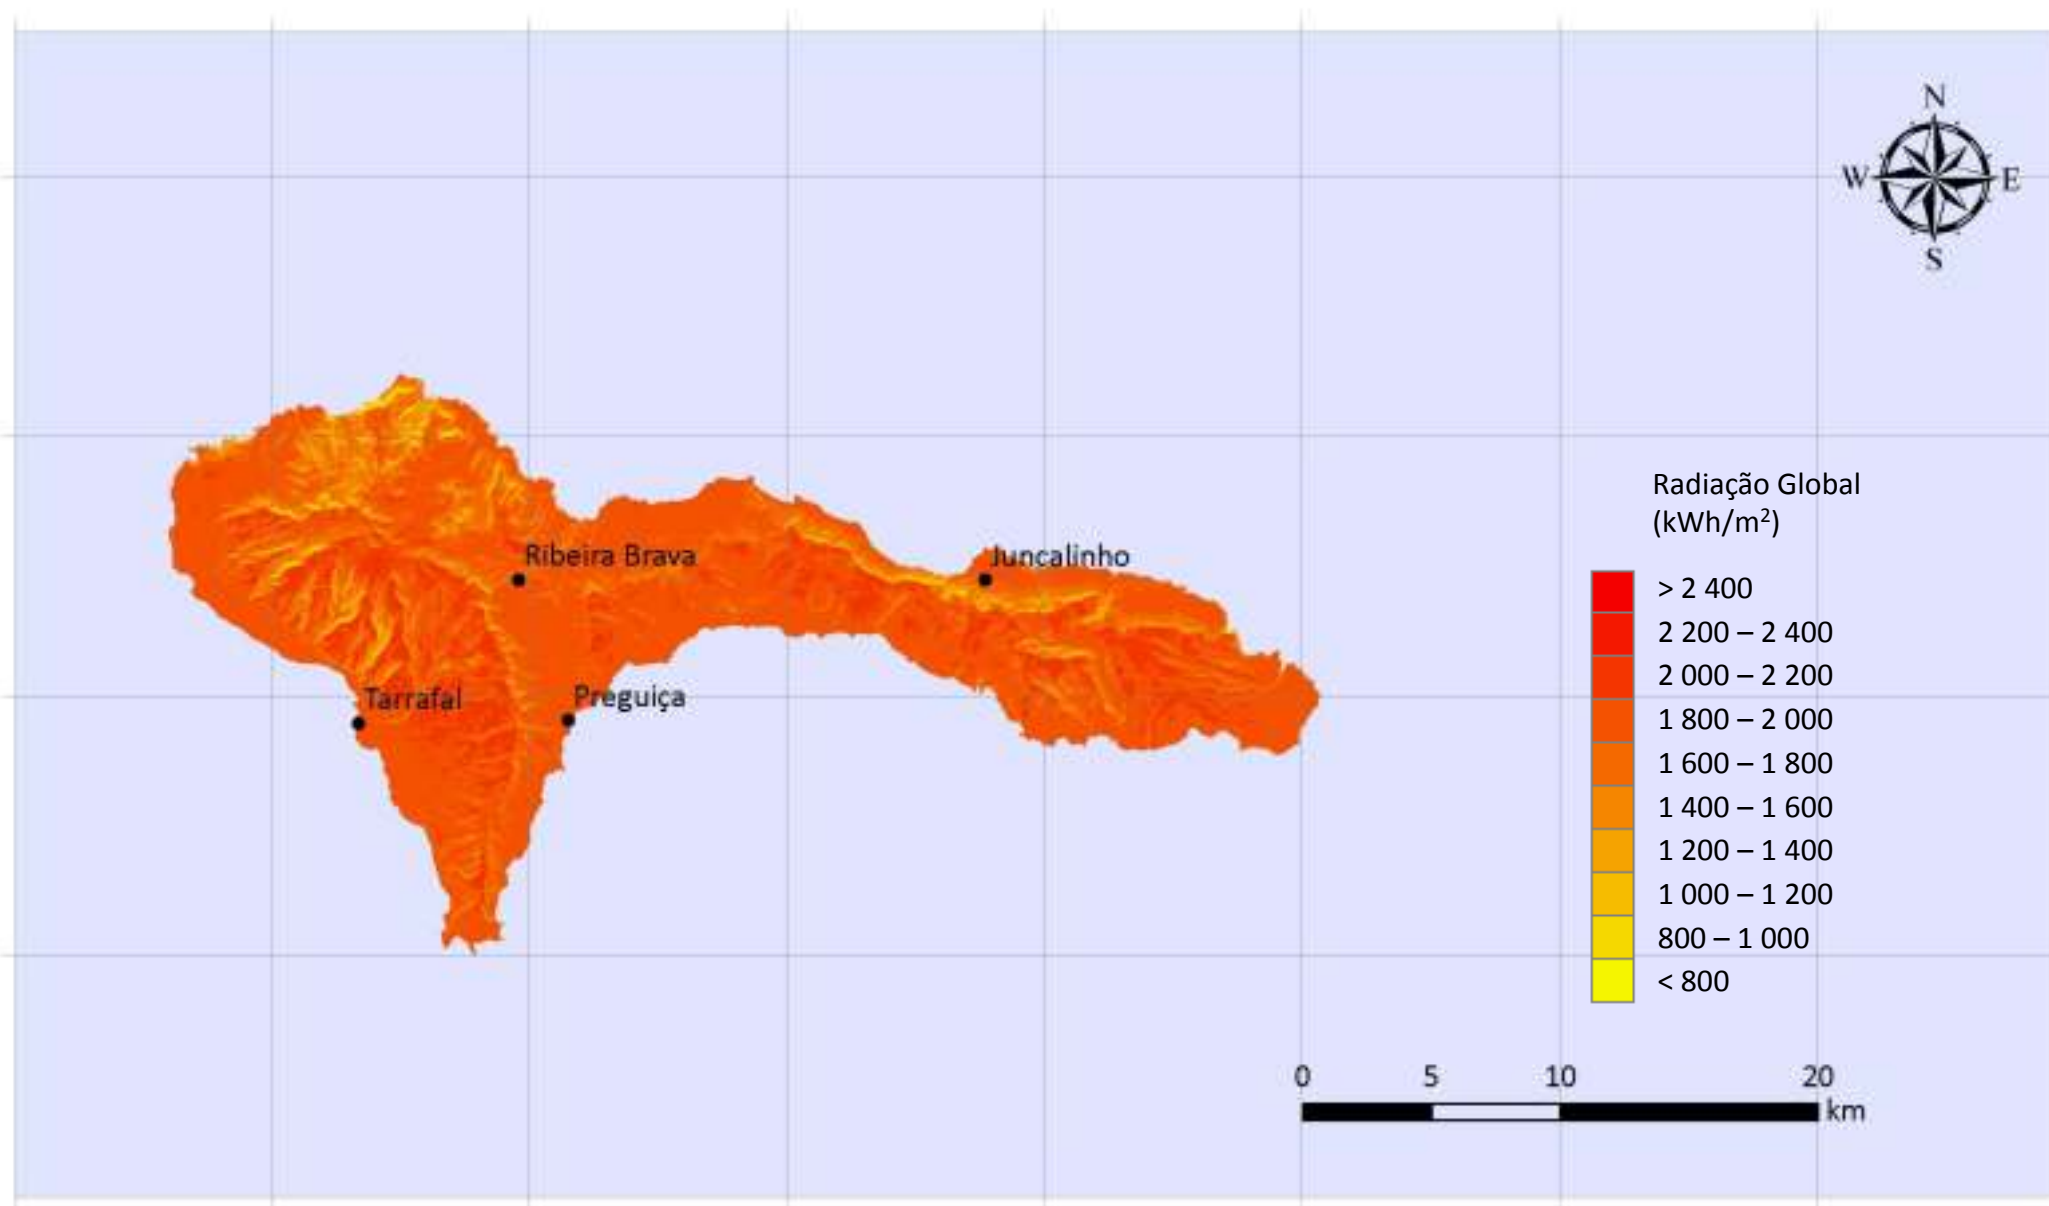 N
W E
S
Radiação Global
(kWh/m²)
Ribeira Brava
Juncalinho
> 2 400
2 200 – 2 400
2 000 – 2 200
Tarrafal
Preguiça
1 800 – 2 000
1 600 – 1 800
1 400 – 1 600
1 200 – 1 400
1 000 – 1 200
800 – 1 000
< 800
0 5 10 20
km